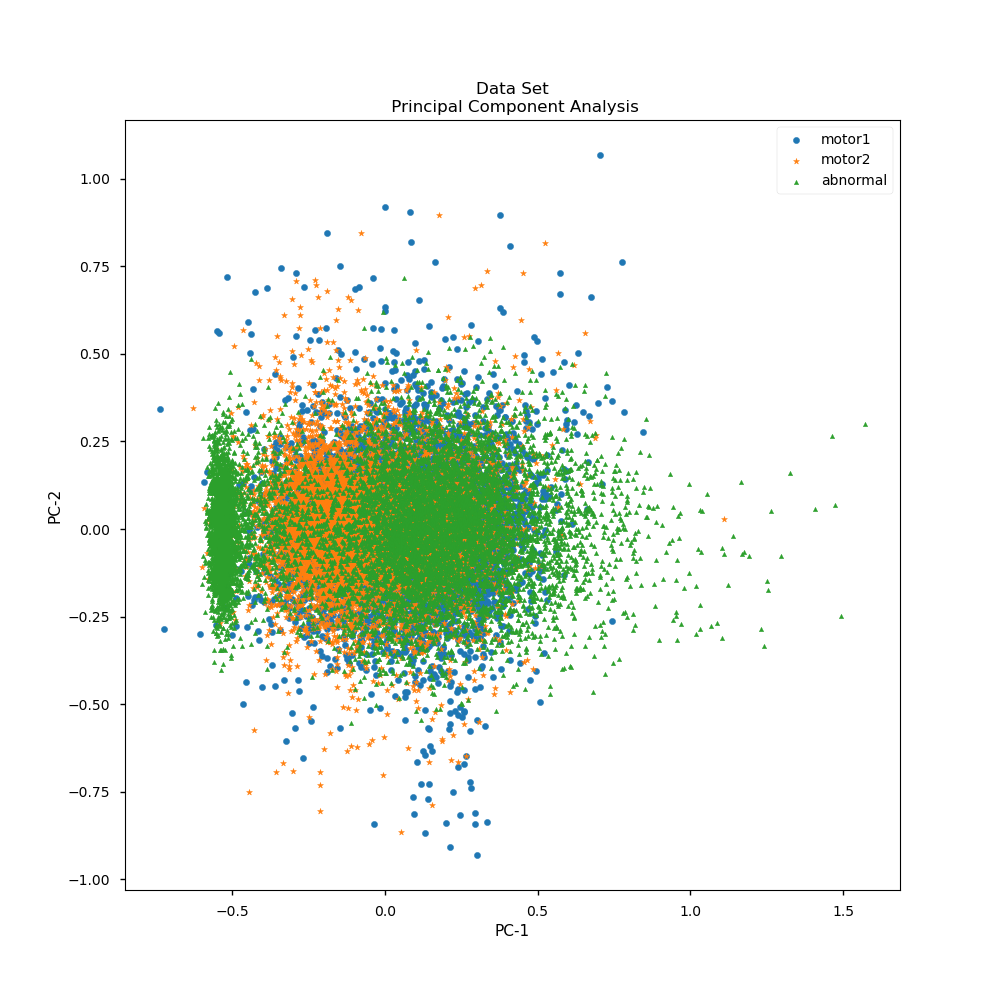 Data Set
Principal Component Analysis
motor1
motor2
abnormal
1.00
0.75
0.50
0.25
0.00
−0.25
−0.50
−0.75
−1.00
PC-2
−0.5
0.0
0.5
1.0
1.5
PC-1